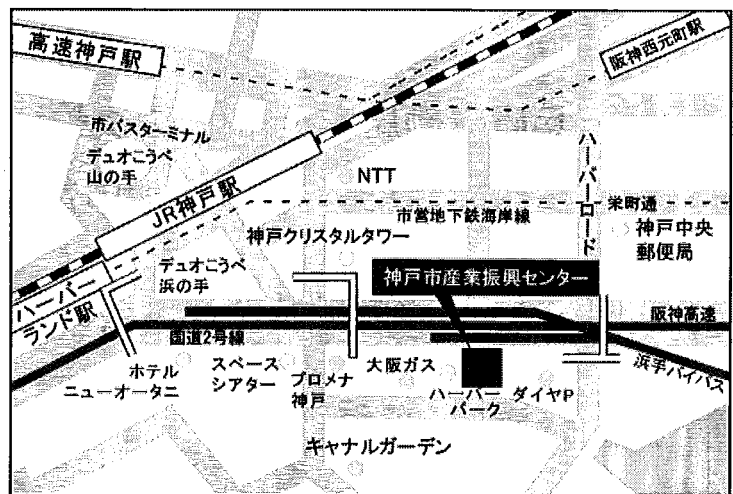 高速神戸駅
阪神西元町駅
市バスターミナル
デュオこうべ
山の手
JR神戸駅
NTT
ハーバーロード
市営地下鉄海岸線
栄町通
神戸クリスタルタワー
神戸中央
郵便局
デュオこうべ
浜の手
神戸市産業振興センター
ハーバー
ランド駅
阪神高速
国道2号線
ホテル
ニューオータニ
スペース
シアター
プロメナ
神戸
大阪ガス
ハーバー
パーク
ダイヤP
浜手バイパス
キャナルガーデン